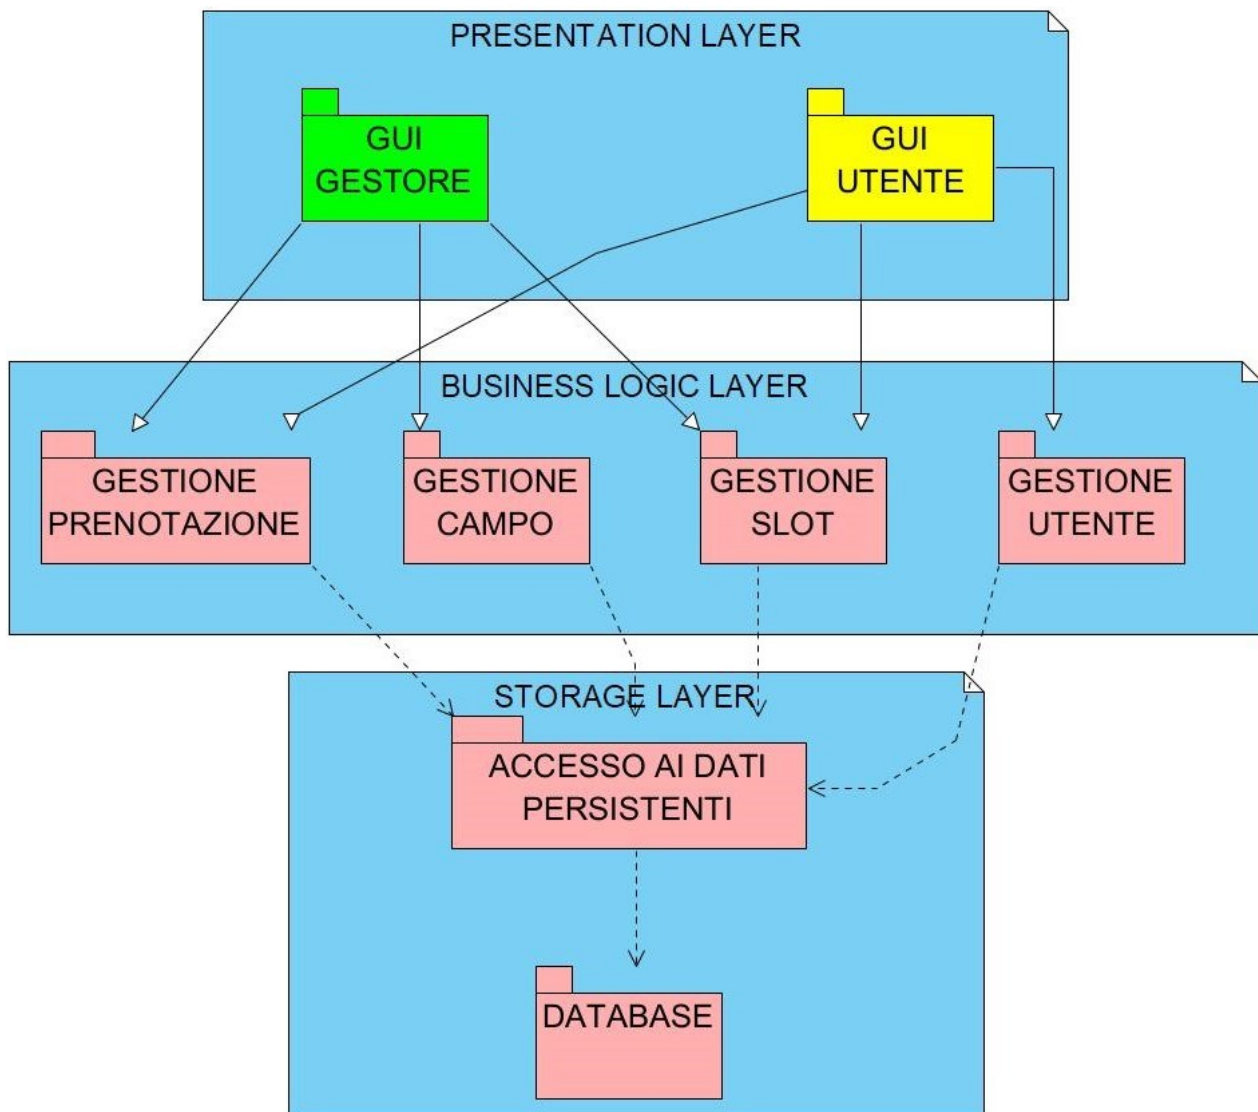 PRESENTATION LAYER
GUI
GESTORE
GUI
UTENTE
BUSINESS LOGIC LAYER
GESTIONE
PRENOTAZIONE
GESTIONE
CAMPO
GESTIONE
SLOT
GESTIONE
UTENTE
STORAGE LAYER
ACCESSO AI DATI
PERSISTENTI
DATABASE